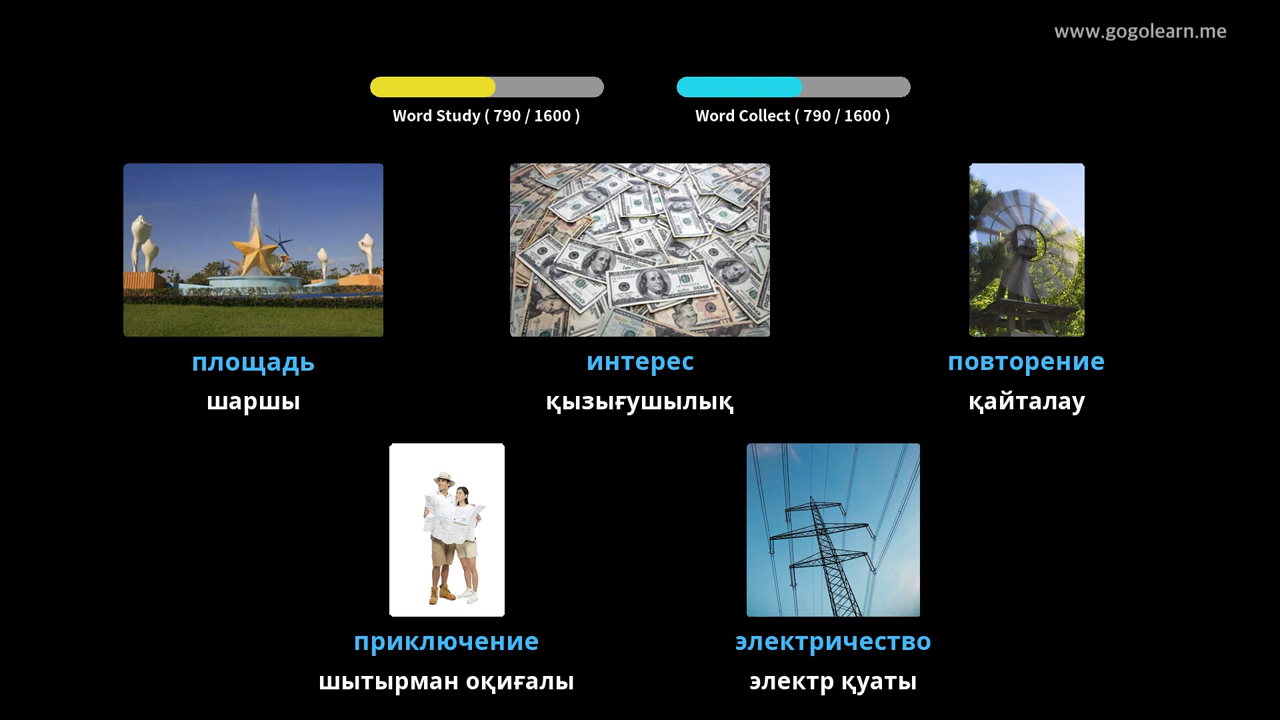 www.gogolearn.me
Word Study ( 790 / 1600 )
Word Collect ( 790 / 1600 )
площадь
шаршы
интерес
қызығушылық
повторение
қайталау
приключение
шытырман оқиғалы
электричество
электр қуаты